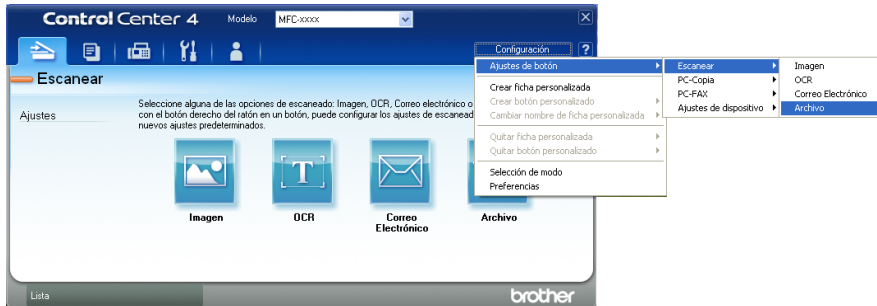 Control Center 4 Modelo MFC-xxxx
Configuración ?
Escanear
Ajustes
Seleccione alguna de las opciones de escaneado: Imagen, OCR, Correo electrónico o
con el botón derecho del ratón en un botón, puede configurar los ajustes de escanead
nuevos ajustes predeterminados.
Imagen
OCR
Correo
Electrónico
Archivo
Lista
brother
Ajustes de botón
Crear ficha personalizada
Crear botón personalizado
Cambiar nombre de ficha personalizada
Quitar ficha personalizada
Quitar botón personalizado
Selección de modo
Preferencias
Escanear
PC-Copia
PC-FAX
Ajustes de dispositivo
Imagen
OCR
Correo Electrónico
Archivo